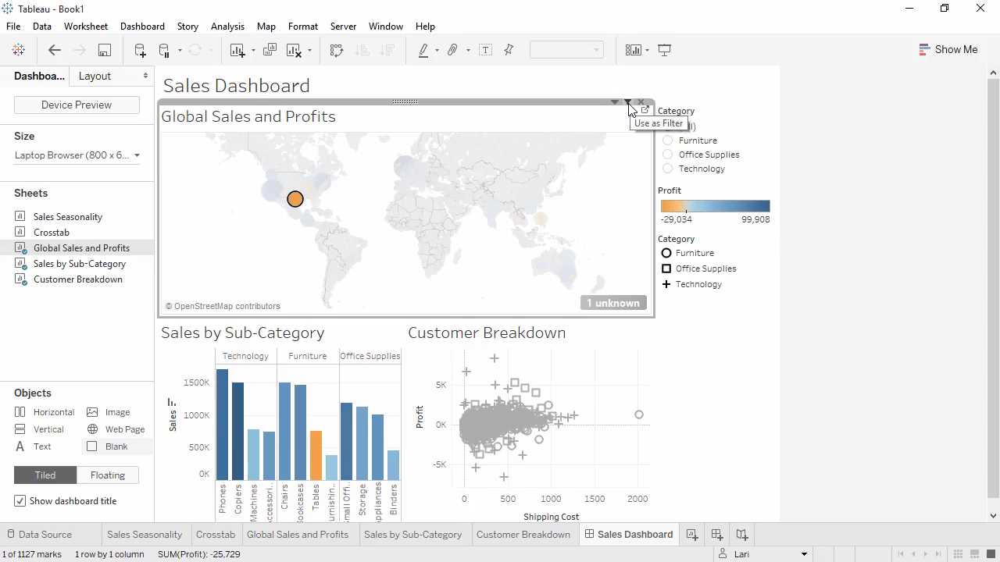 Tableau - Book1
File Data Worksheet Dashboard Story Analysis Map Format Server Window Help
Show Me
Dashboa... Layout
Device Preview
Size
Laptop Browser (800 x 6...
Sheets
Sales Seasonality
Crosstab
Global Sales and Profits
Sales by Sub-Category
Customer Breakdown
Objects
Horizontal Image
Vertical Web Page
Text Blank
Tiled Floating
Show dashboard title
Sales Dashboard
Global Sales and Profits
Use as Filter
© OpenStreetMap contributors
1 unknown
Category
Furniture
Office Supplies
Technology
Profit
-29,034 99,908
Category
Furniture
Office Supplies
Technology
Sales by Sub-Category
Technology Furniture Office Supplies
Sales
1500K
1000K
500K
0K
Phones
Copiers
Machines
Accessori..
Chairs
Bookcases
Tables
Furnishin..
Small Offi..
Storage
Appliances
Binders
Customer Breakdown
Profit
5K
0K
-5K
0 500 1000 1500 2000
Shipping Cost
Data Source Sales Seasonality Crosstab Global Sales and Profits Sales by Sub-Category Customer Breakdown Sales Dashboard
1 of 1127 marks 1 row by 1 column SUM(Profit): -25,729 Lari